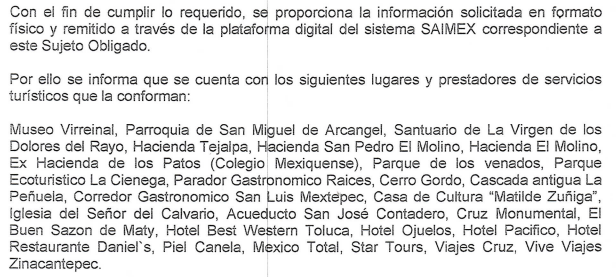 Con el fin de cumplir lo requerido, se proporciona la información solicitada en formato
físico y remitido a través de la plataforma digital del sistema SAIMEX correspondiente a
este Sujeto Obligado.
Por ello se informa que se cuenta con los siguientes lugares y prestadores de servicios
turísticos que la conforman:
Museo Virreinal, Parroquia de San Miguel de Arcangel, Santuario de La Virgen de los
Dolores del Rayo, Hacienda Tejalpa, Hacienda San Pedro El Molino, Hacienda El Molino,
Ex Hacienda de los Patos (Colegio Mexiquense), Parque de los venados, Parque
Ecoturistico La Cienega, Parador Gastronomico Raices, Cerro Gordo, Cascada antigua La
Peñuela, Corredor Gastronomico San Luis Mextepec, Casa de Cultura “Matilde Zuñiga”,
Iglesia del Señor del Calvario, Acueducto San José Contadero, Cruz Monumental, El
Buen Sazon de Maty, Hotel Best Western Toluca, Hotel Ojuelos, Hotel Pacifico, Hotel
Restaurante Daniel`s, Piel Canela, Mexico Total, Star Tours, Viajes Cruz, Vive Viajes
Zinacantepec.